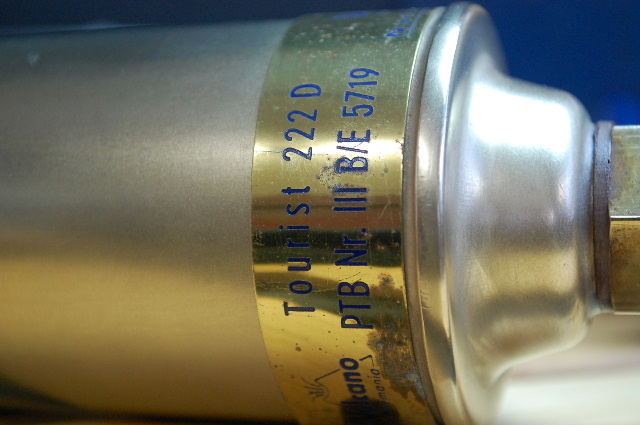 Tourist 222 D
PTB Nr. III B/E 5719